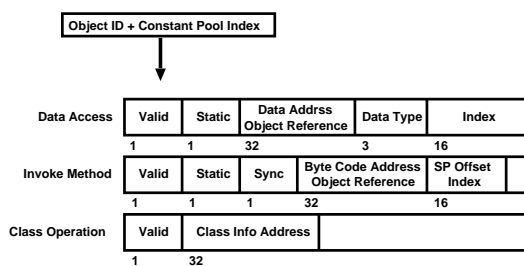 Object ID + Constant Pool Index
Data Access Valid Static Data Addrss Object Reference Data Type Index
1 1 32 3 16
Invoke Method Valid Static Sync Byte Code Address Object Reference SP Offset Index
1 1 1 32 16
Class Operation Valid Class Info Address
1 32